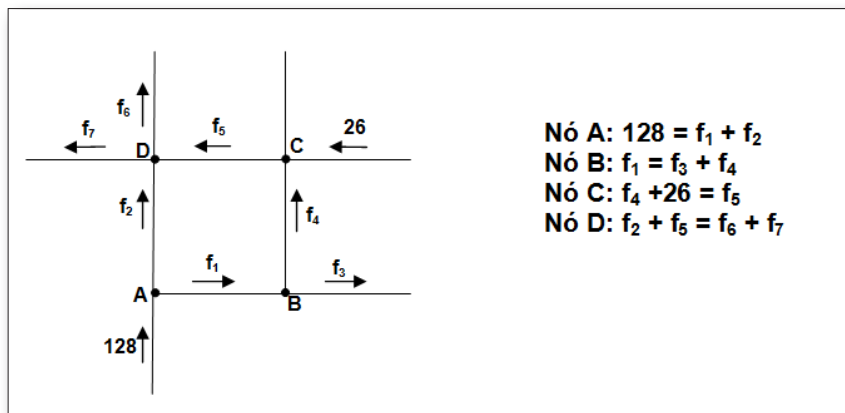 f₆
f₇ f₅ 26
D C
f₂ f₄
f₁ f₃
A B
128
Nó A: 128 = f₁ + f₂
Nó B: f₁ = f₃ + f₄
Nó C: f₄ +26 = f₅
Nó D: f₂ + f₅ = f₆ + f₇